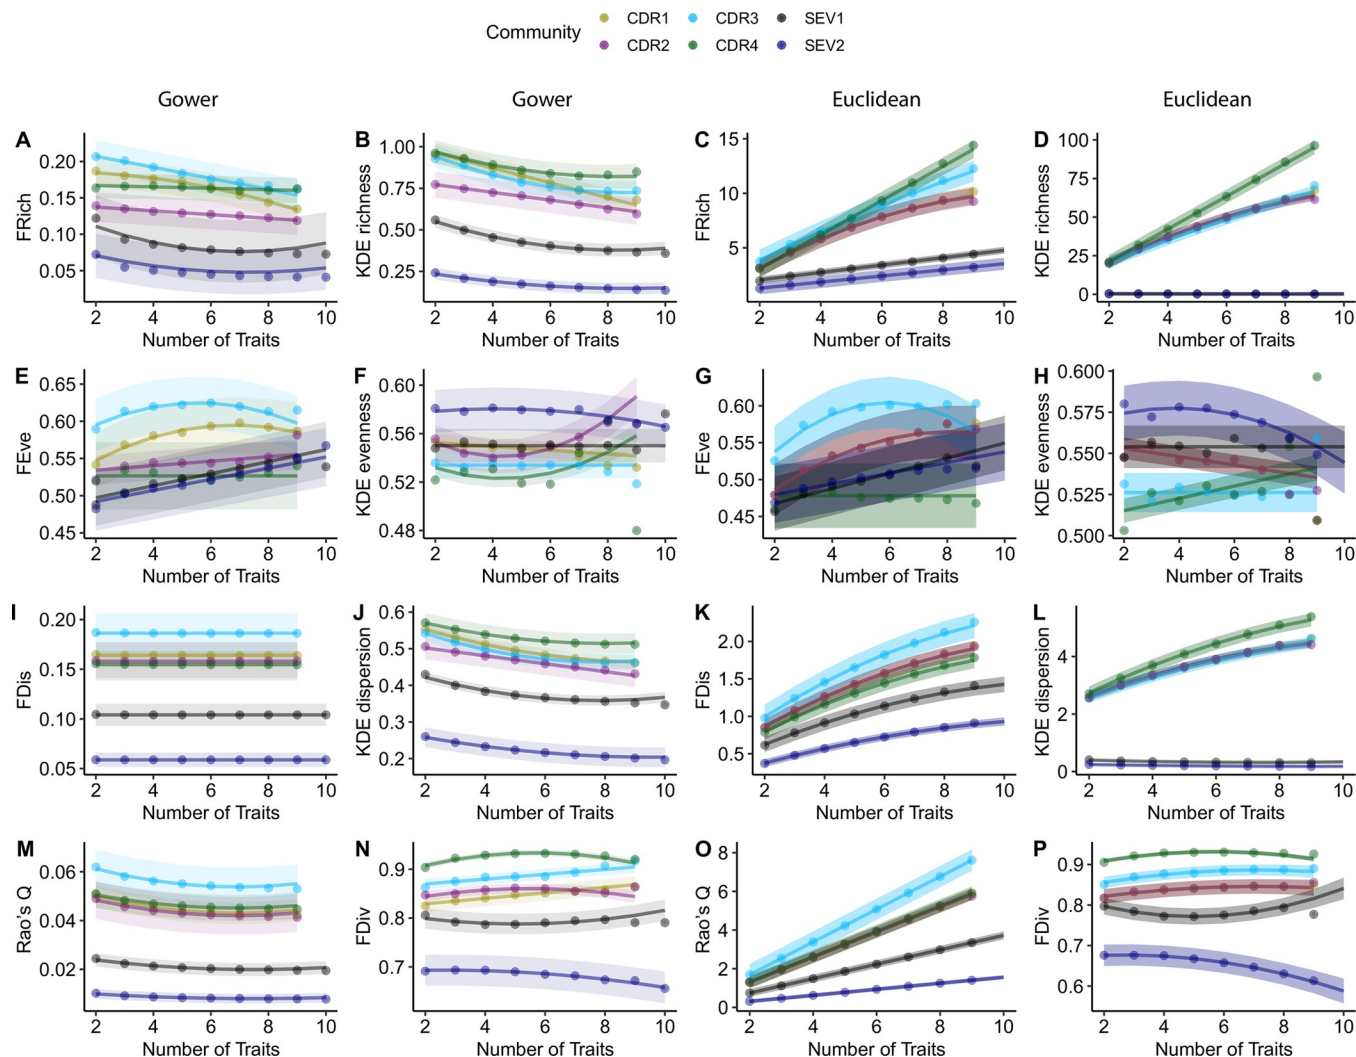 Community CDR1 CDR3 SEV1
CDR2 CDR4 SEV2
Gower Gower Euclidean Euclidean
A B C D
FRich KDE richness FRich KDE richness
0.20 0.15 0.10 0.05
1.00 0.75 0.50 0.25
15 10 5
100 75 50 25 0
2 4 6 8 10 2 4 6 8 10 2 4 6 8 10 2 4 6 8 10
Number of Traits Number of Traits Number of Traits Number of Traits
E F G H
FEve KDE evenness FEve KDE evenness
0.65 0.60 0.55 0.50 0.45
0.60 0.56 0.52 0.48
0.60 0.55 0.50 0.45
0.600 0.575 0.550 0.525 0.500
2 4 6 8 10 2 4 6 8 10 2 4 6 8 10 2 4 6 8 10
Number of Traits Number of Traits Number of Traits Number of Traits
I J K L
FDis KDE dispersion FDis KDE dispersion
0.20 0.15 0.10 0.05
0.6 0.5 0.4 0.3 0.2
2.0 1.5 1.0 0.5
4 2 0
2 4 6 8 10 2 4 6 8 10 2 4 6 8 10 2 4 6 8 10
Number of Traits Number of Traits Number of Traits Number of Traits
M N O P
Rao's Q FDiv Rao's Q FDiv
0.06 0.04 0.02
0.9 0.8 0.7
8 6 4 2 0
0.9 0.8 0.7 0.6
2 4 6 8 10 2 4 6 8 10 2 4 6 8 10 2 4 6 8 10
Number of Traits Number of Traits Number of Traits Number of Traits